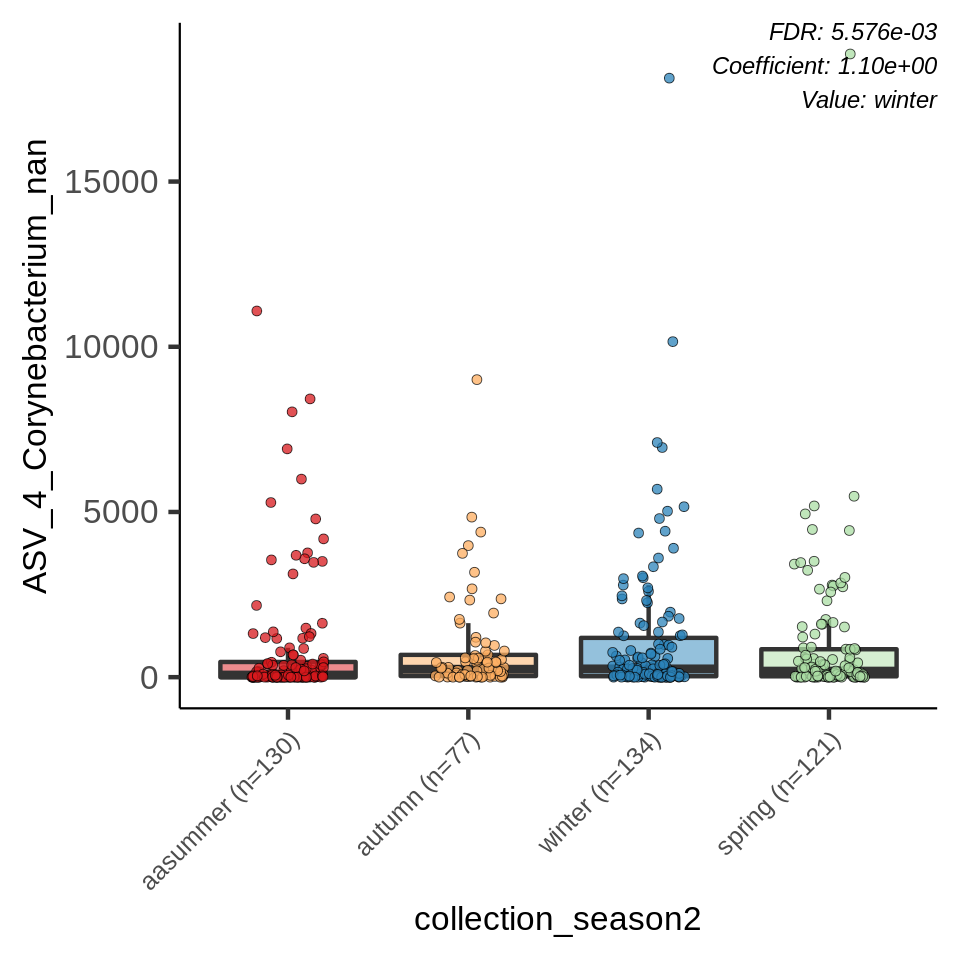 FDR: 5.576e-03
Coefficient: 1.10e+00
Value: winter
ASV_4_Corynebacterium_nan
15000
10000
5000
0
aasummer (n=130)
autumn (n=77)
winter (n=134)
spring (n=121)
collection_season2